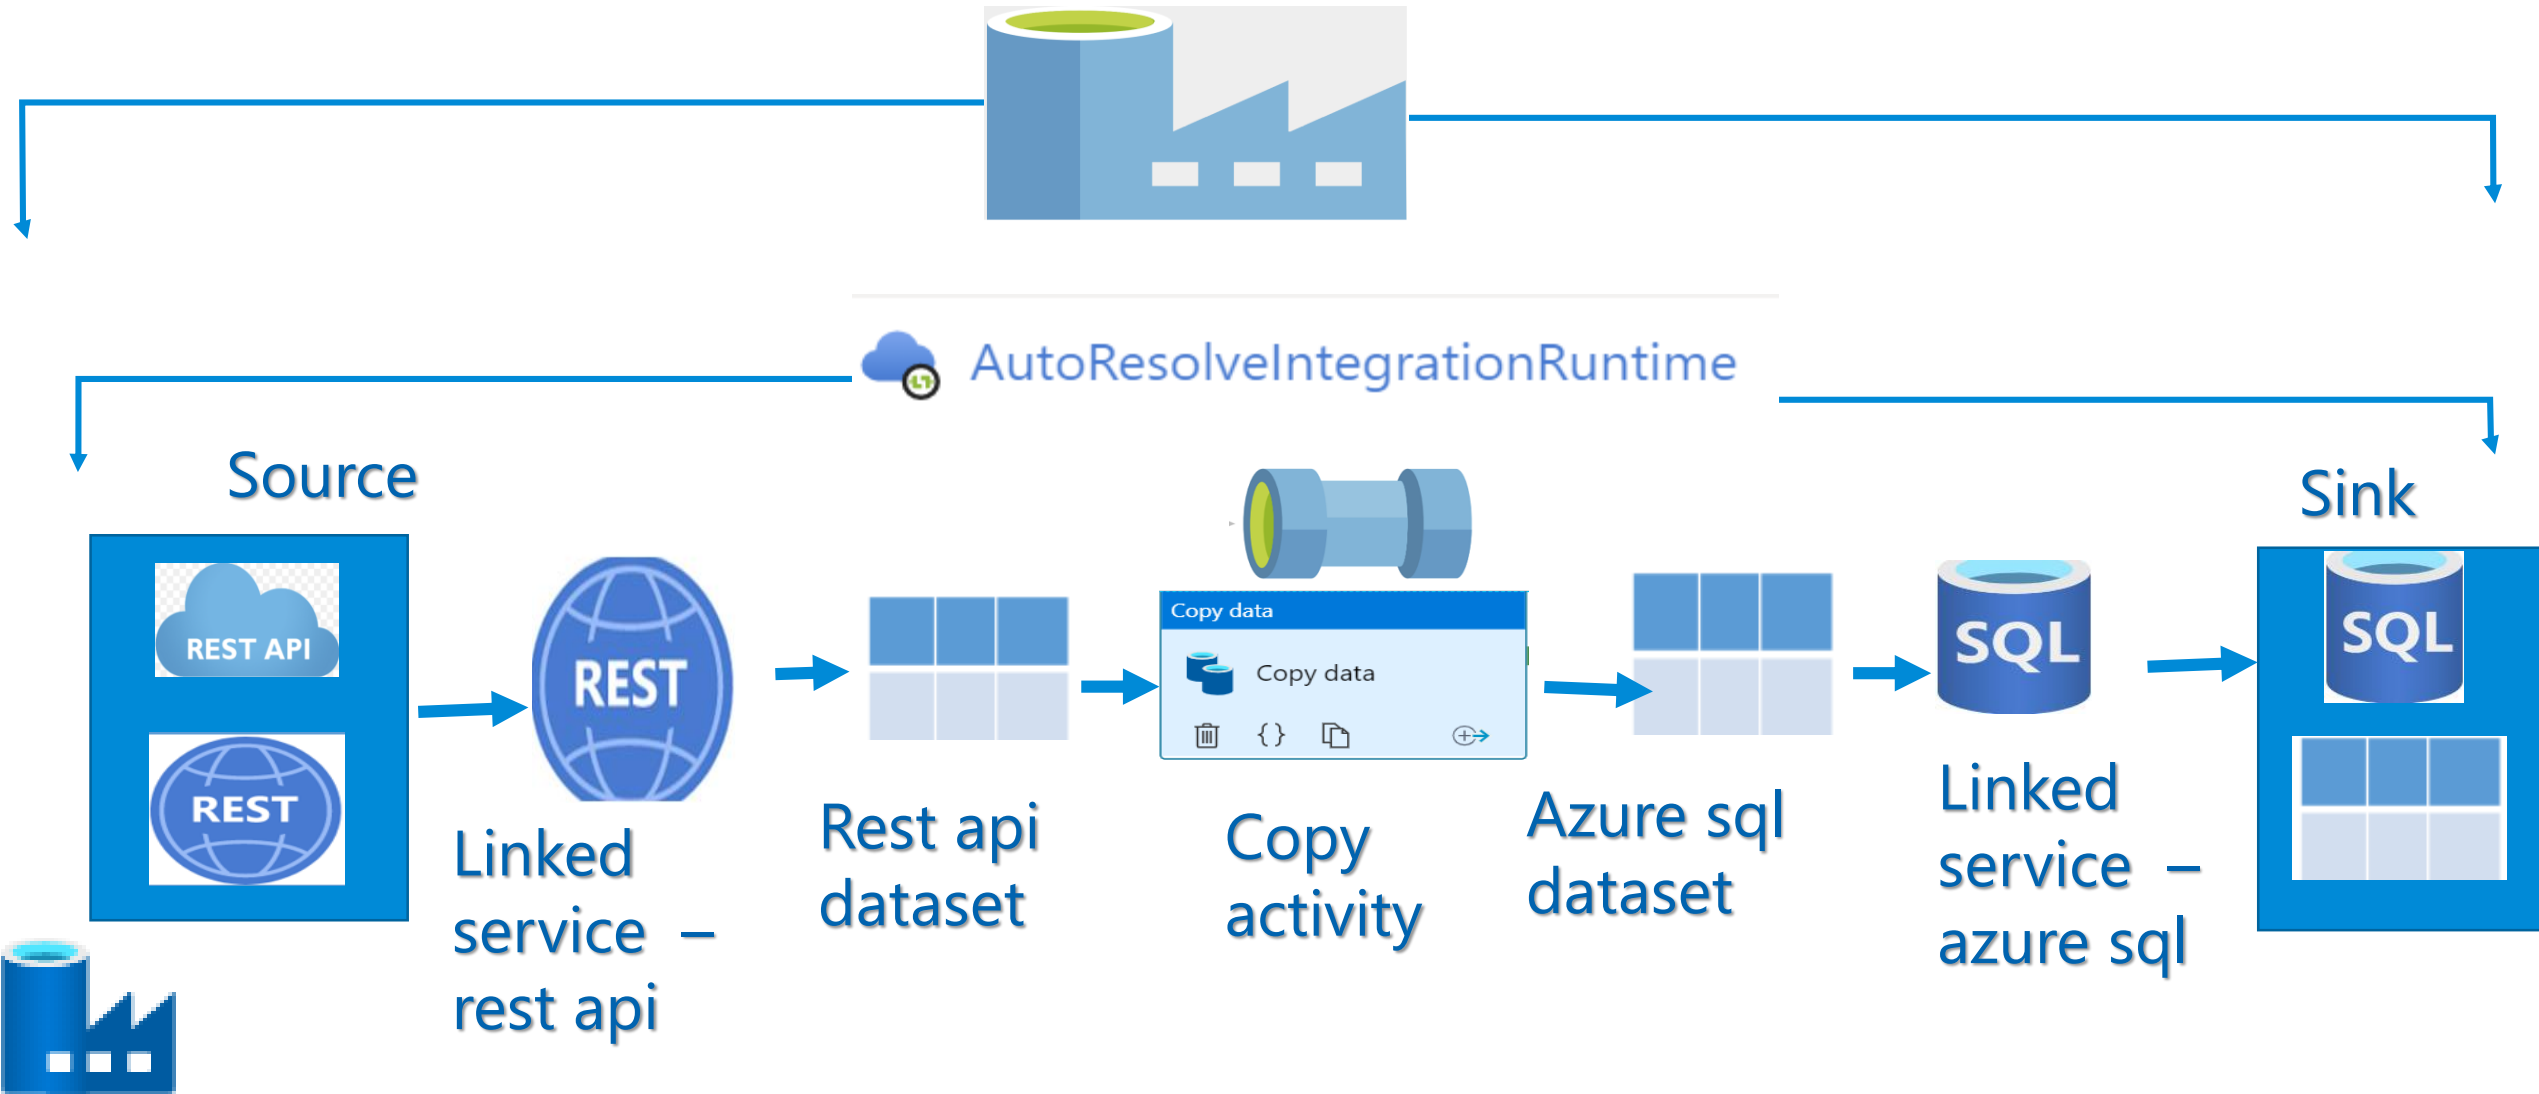 AutoResolveIntegrationRuntime
Source
Sink
REST API
REST
REST
Linked
service –
rest api
Rest api
dataset
Copy data
Copy data
{}
Copy
activity
Azure sql
dataset
SQL
Linked
service –
azure sql
SQL